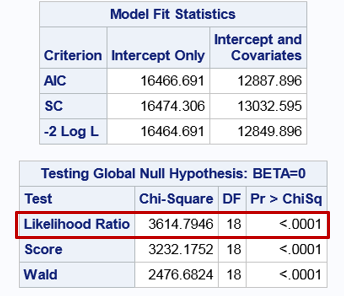 Model Fit Statistics
Criterion Intercept Only Intercept and Covariates
AIC 16466.691 12887.896
SC 16474.306 13032.595
-2 Log L 16464.691 12849.896
Testing Global Null Hypothesis: BETA=0
Test Chi-Square DF Pr > ChiSq
Likelihood Ratio 3614.7946 18 <.0001
Score 3232.1752 18 <.0001
Wald 2476.6824 18 <.0001